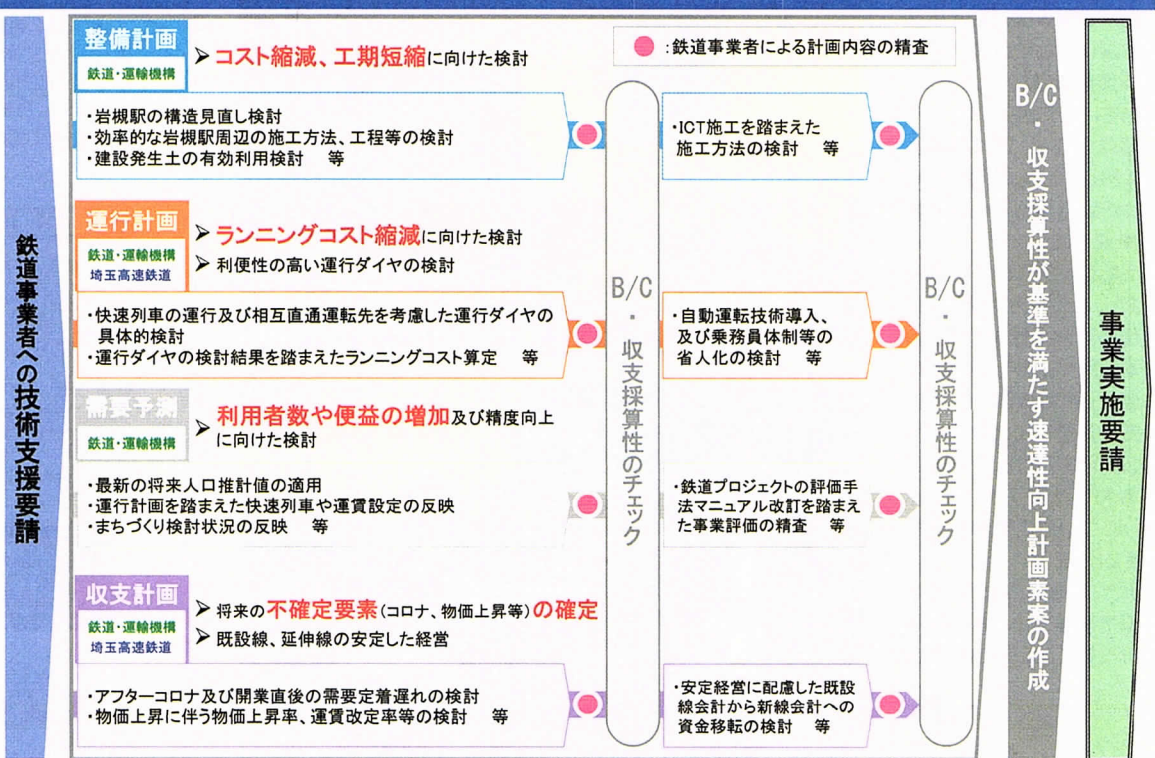 鉄道事業者への技術支援要請
整備計画
鉄道・運輸機構
➤ コスト縮減、工期短縮に向けた検討
:鉄道事業者による計画内容の精査
・岩槻駅の構造見直し検討
・効率的な岩槻駅周辺の施工方法、工程等の検討
・建設発生土の有効利用検討 等
・ICT施工を踏まえた
施工方法の検討 等
運行計画
鉄道・運輸機構
埼玉高速鉄道
➤ ランニングコスト縮減に向けた検討
➤ 利便性の高い運行ダイヤの検討
・快速列車の運行及び相互直通運転先を考慮した運行ダイヤの
具体的検討
・運行ダイヤの検討結果を踏まえたランニングコスト算定 等
・自動運転技術導入、
及び乗務員体制等の
省人化の検討 等
需要予測
鉄道・運輸機構
➤ 利用者数や便益の増加及び精度向上
に向けた検討
・最新の将来人口推計値の適用
・運行計画を踏まえた快速列車や運賃設定の反映
・まちづくり検討状況の反映 等
・鉄道プロジェクトの評価手
法マニュアル改訂を踏まえ
た事業評価の精査 等
収支計画
鉄道・運輸機構
埼玉高速鉄道
➤ 将来の不確定要素(コロナ、物価上昇等)の確定
➤ 既設線、延伸線の安定した経営
・アフターコロナ及び開業直後の需要定着遅れの検討
・物価上昇に伴う物価上昇率、運賃改定率等の検討 等
・安定経営に配慮した既設
線会計から新線会計への
資金移転の検討 等
B/C・収支採算性のチェック
B/C・収支採算性のチェック
B/C・収支採算性が基準を満たす速達性向上計画素案の作成
事業実施要請